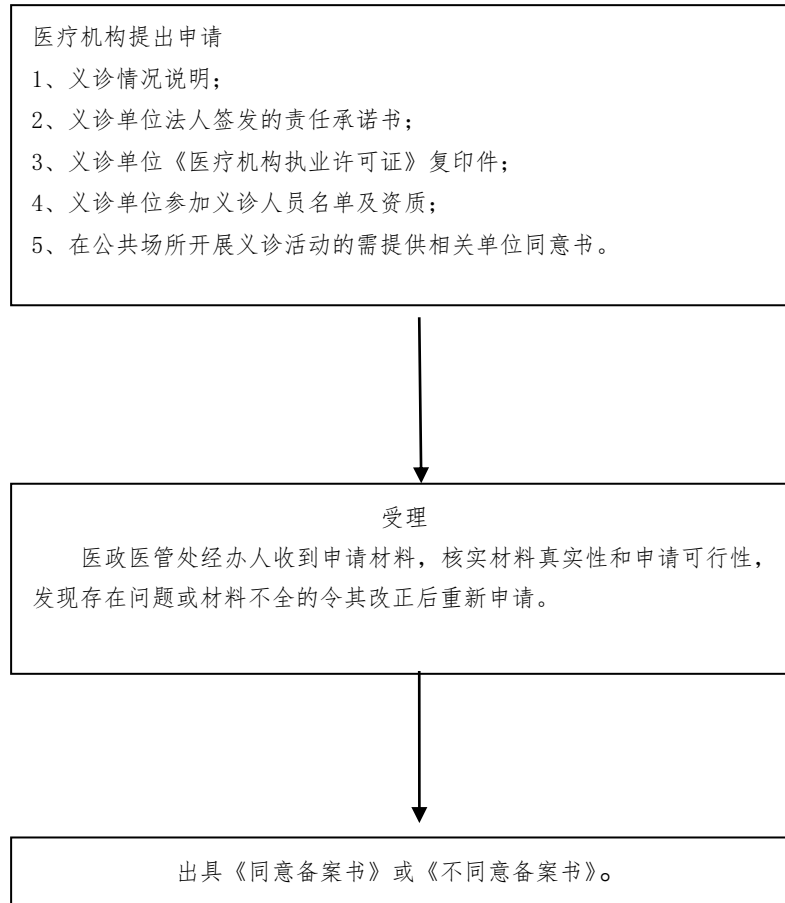 医疗机构提出申请
1、义诊情况说明；
2、义诊单位法人签发的责任承诺书；
3、义诊单位《医疗机构执业许可证》复印件；
4、义诊单位参加义诊人员名单及资质；
5、在公共场所开展义诊活动的需提供相关单位同意书。
受理
医政医管处经办人收到申请材料，核实材料真实性和申请可行性，
发现存在问题或材料不全的令其改正后重新申请。
出具《同意备案书》或《不同意备案书》。